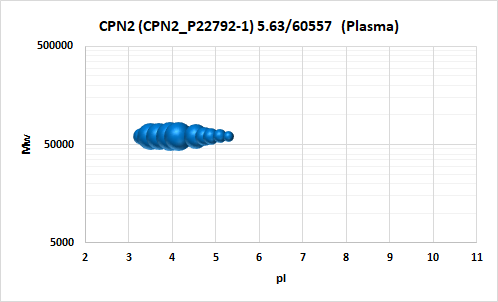 CPN2 (CPN2_P22792-1) 5.63/60557 (Plasma)
500000
50000
5000
Mw
2 3 4 5 6 7 8 9 10 11
pI